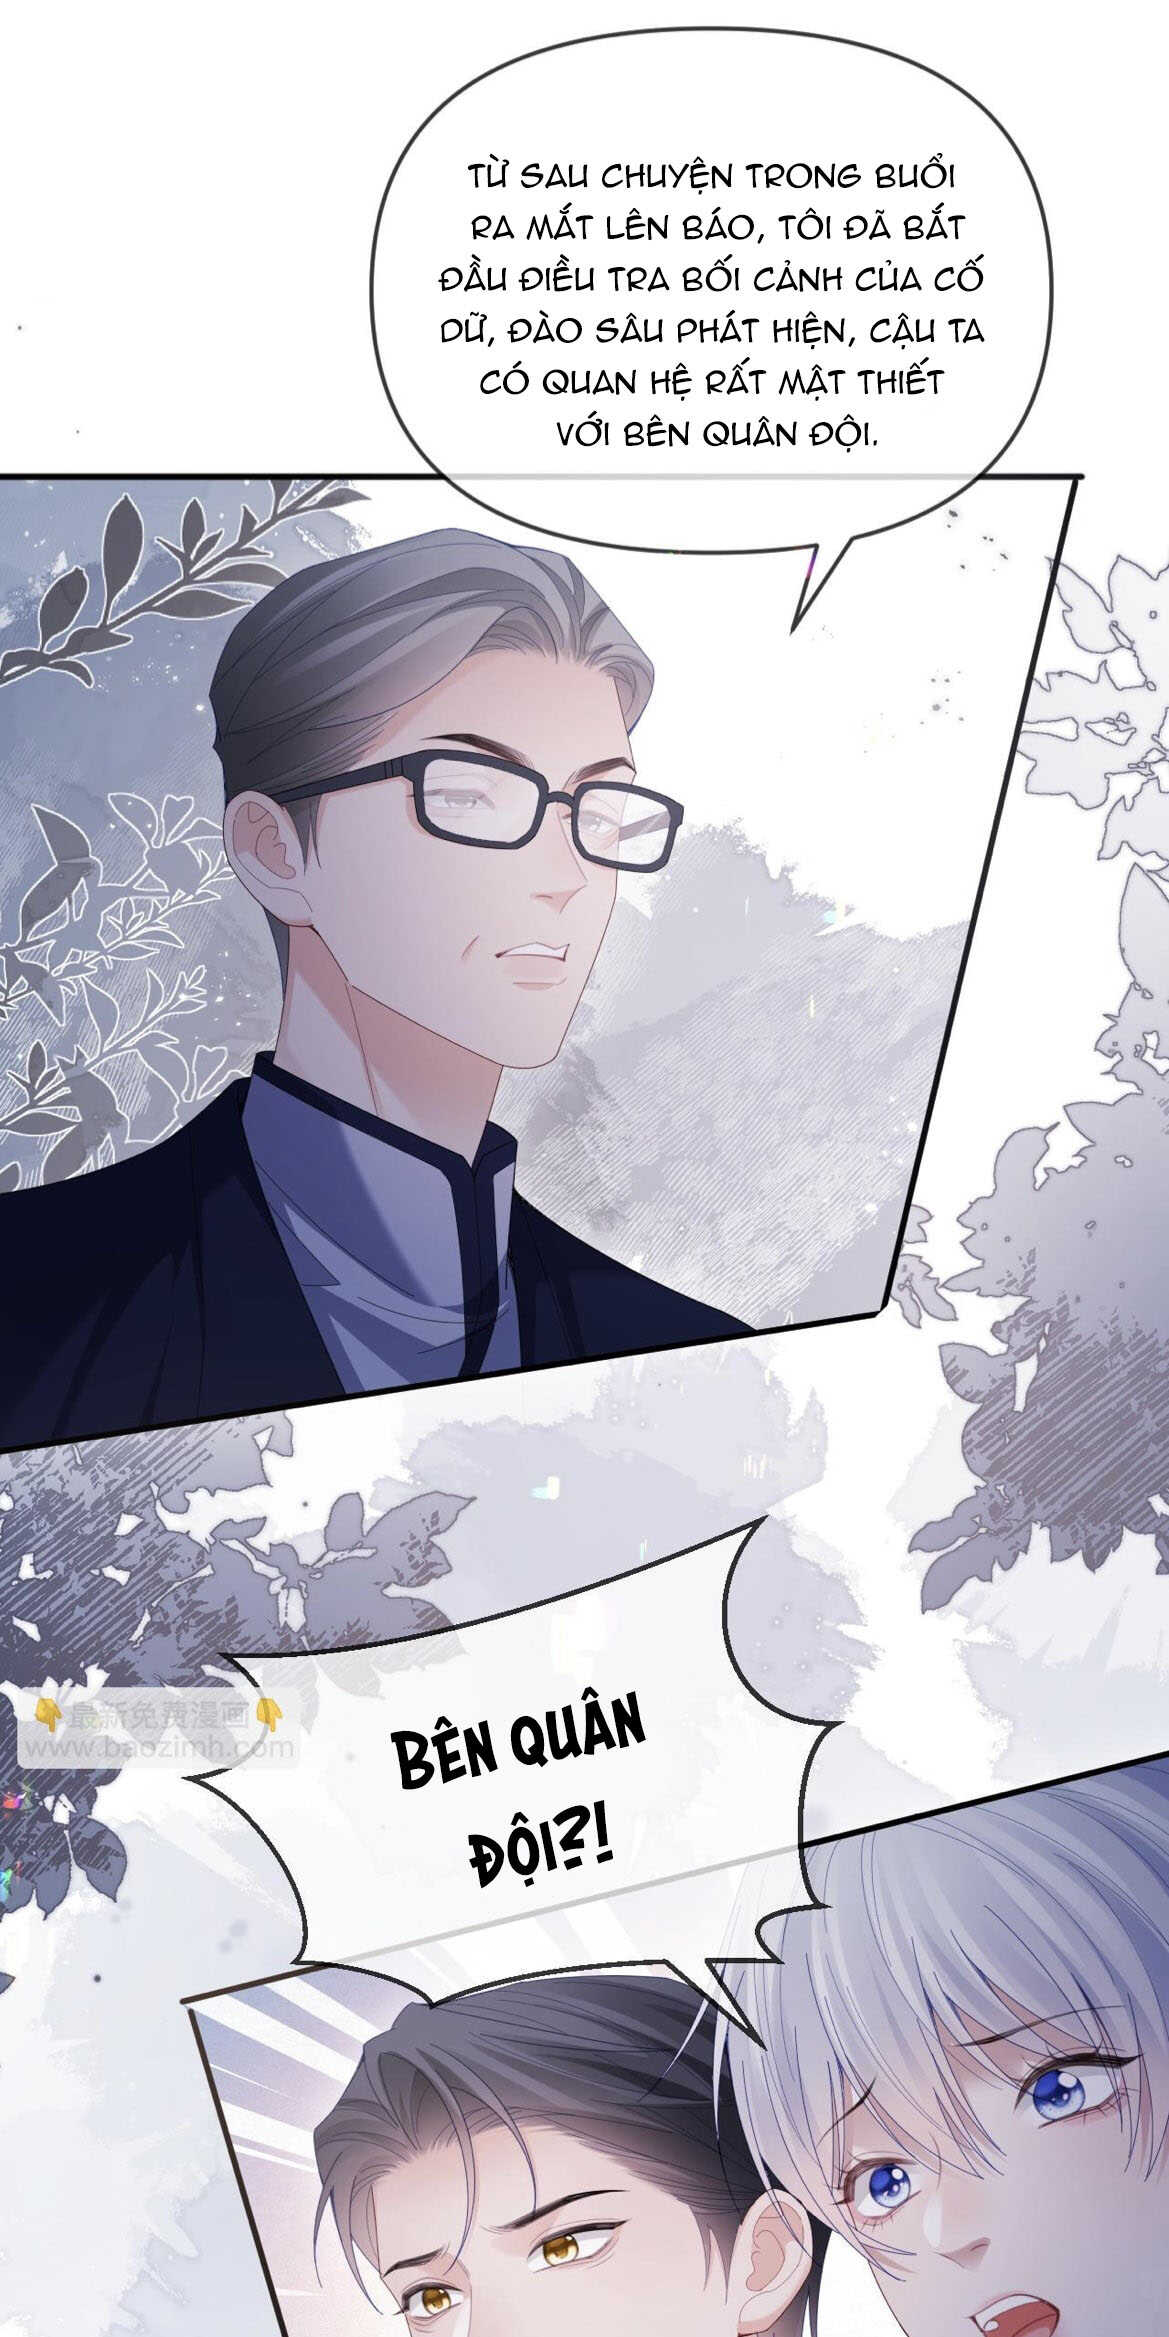 TỪ SAU CHUYỆN TRONG BUỔI
RA MẮT LÊN BÁO, TÔI ĐÃ BẮT
ĐẦU ĐIỀU TRA BỐI CẢNH CỦA CỐ
DỮ, ĐÀO SÂU PHÁT HIỆN, CẬU TA
CÓ QUAN HỆ RẤT MẬT THIẾT
VỚI BÊN QUÂN ĐỘI.
👇最新免费漫画👇
www.baozimh.com
BÊN QUÂN
ĐỘI?!